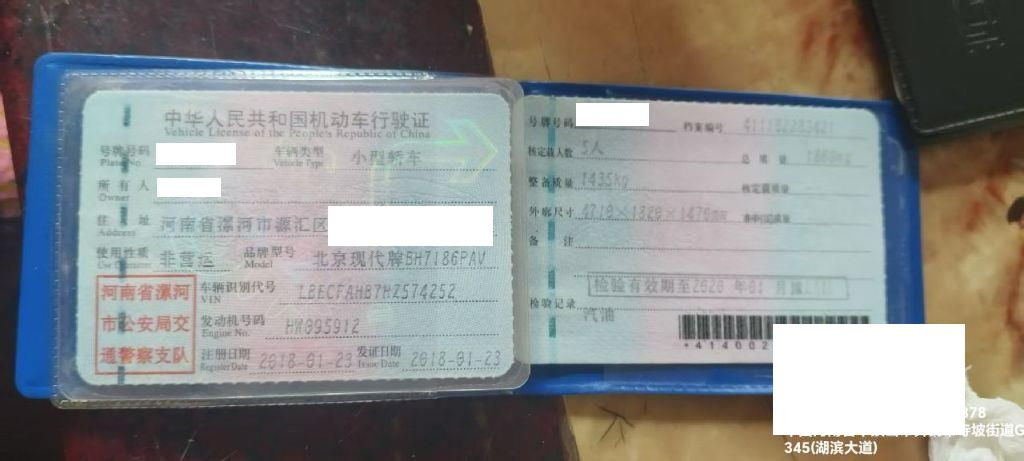 中华人民共和国机动车行驶证
Vehicle License of the People's Republic of China
号牌号码
Plate No.
车辆类型 小型轿车
Vehicle Type
所有人
Owner
住址 河南省漯河市源汇区
Address
使用性质 非营运
Use Character
品牌型号 北京现代牌BH7186PAV
Model
河南省漯河
市公安局交
通警察支队
车辆识别代号 LBECFAHB7HZ574252
VIN
发动机号码 HW095912
Engine No.
注册日期 2018-01-23
Register Date
发证日期 2018-01-23
Issue Date
号牌号码
档案编号
核定载人数 5人
总质量
整备质量 1435kg
核定载质量
外廓尺寸 4710×1820×1470mm
备注
检验有效期至2020年01月
检验记录
汽油
*414002
878
坡街道G
345(湖滨大道)